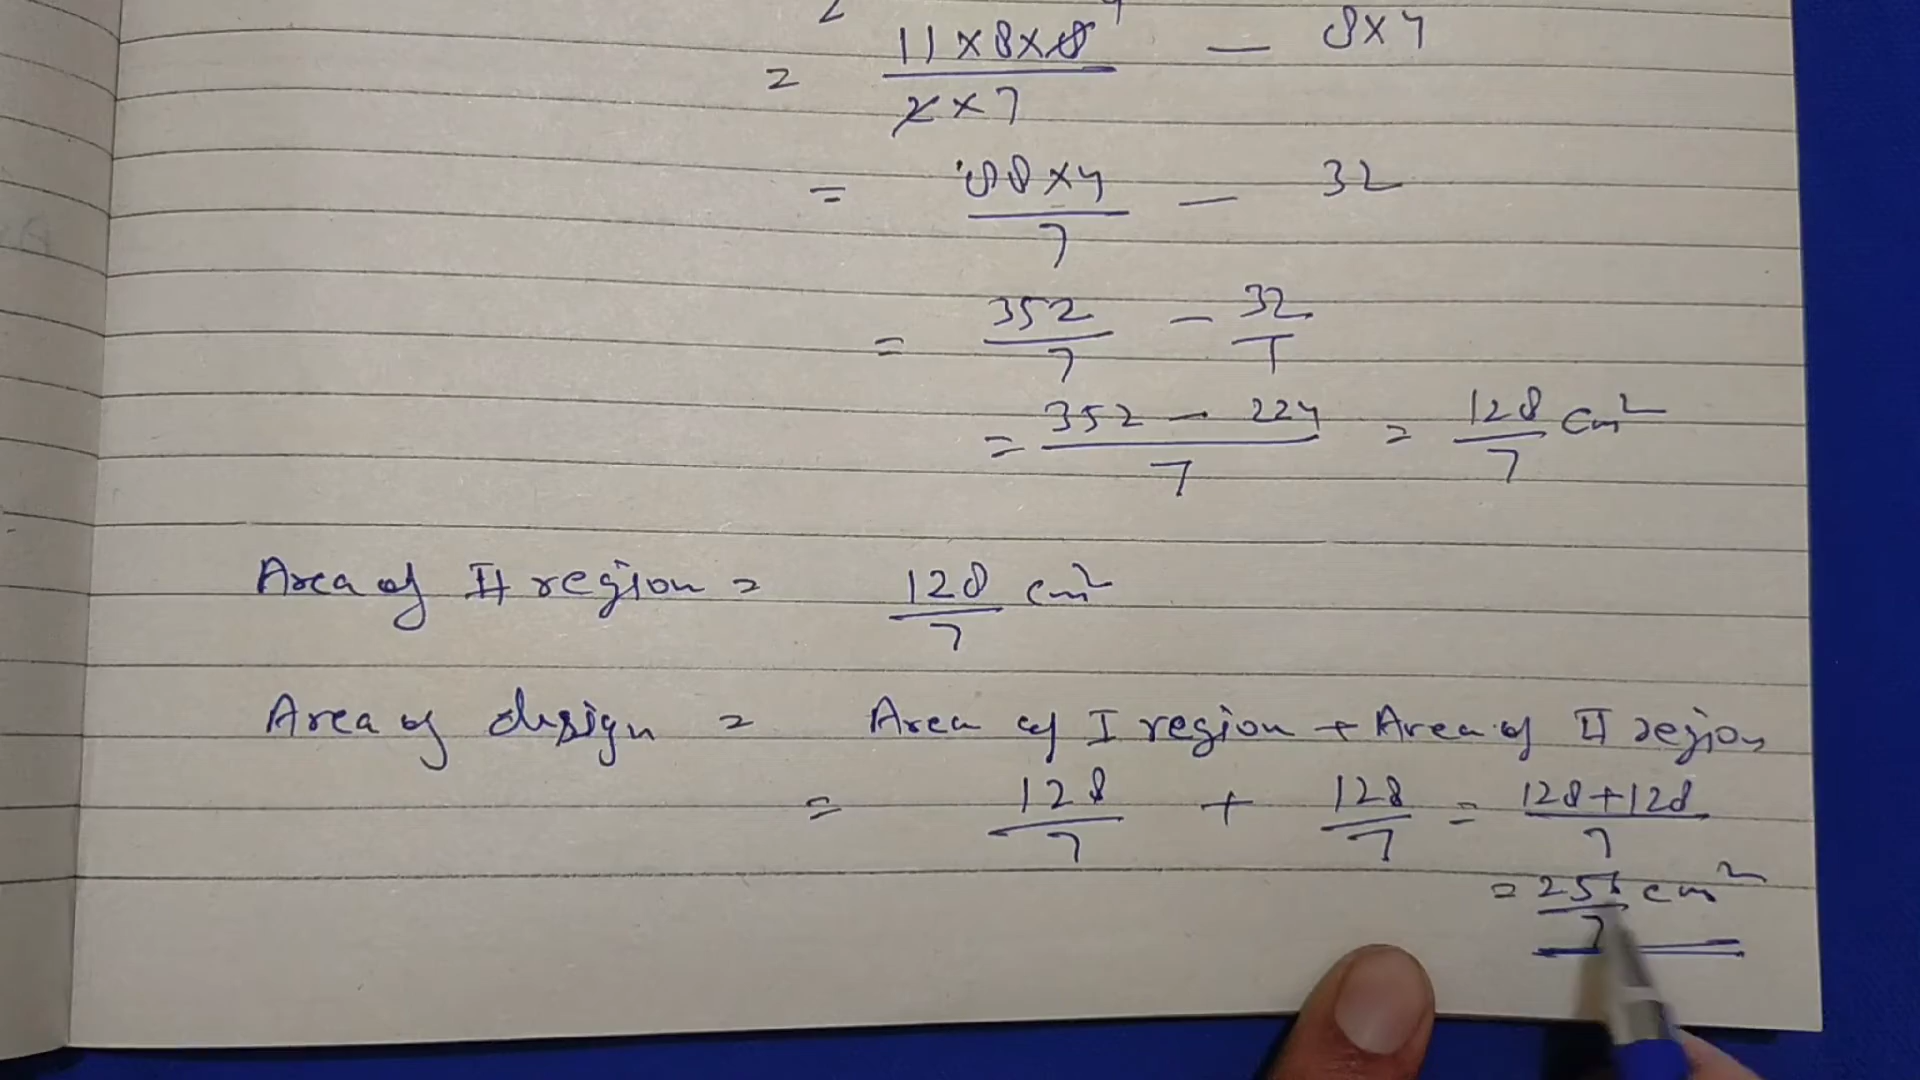 = 11×8×8 4 — 8×4
2×7
= 88×4 — 32
7
= 352 — 32
7 1
= 352 — 224 = 128 cm²
7 7
Area of II region = 128 cm²
7
Area of design = Area of I region + Area of II region
= 128 + 128 = 128+128
7 7 7
= 256 cm²
7